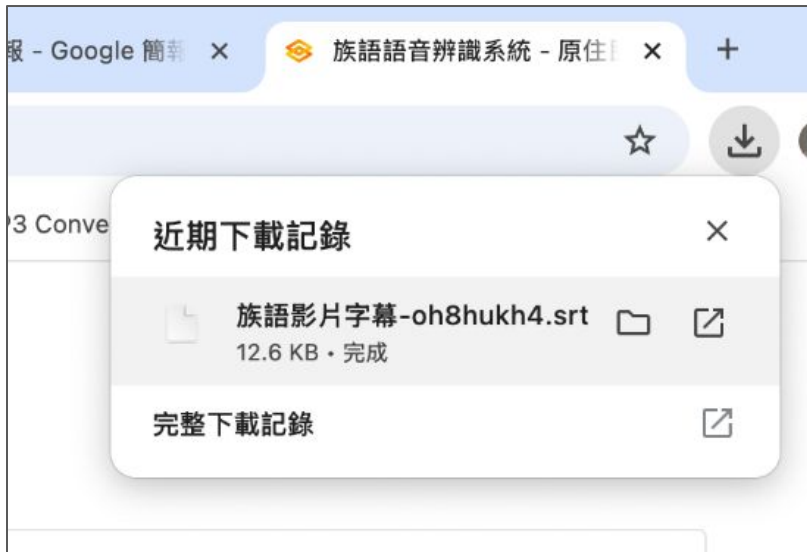 報 - Google 簡報
族語語音辨識系統 - 原住
P3 Conve
近期下載記錄
族語影片字幕-oh8hukh4.srt
12.6 KB • 完成
完整下載記錄